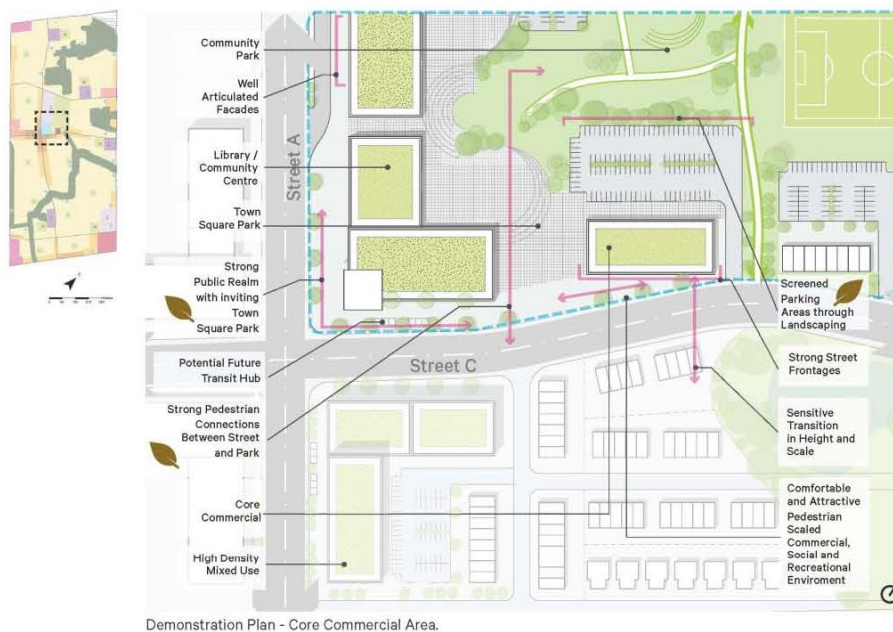 Community
Park
Well
Articulated
Facades
Library /
Community
Centre
Town
Square Park
Strong
Public Realm
with inviting
Town
Square Park
Potential Future
Transit Hub
Strong Pedestrian
Connections
Between Street
and Park
Core
Commercial
High Density
Mixed Use
Street A
Street C
Screened
Parking
Areas through
Landscaping
Strong Street
Frontages
Sensitive
Transition
in Height and
Scale
Comfortable
and Attractive
Pedestrian
Scaled
Commercial,
Social and
Recreational
Enviroment
Demonstration Plan - Core Commercial Area.